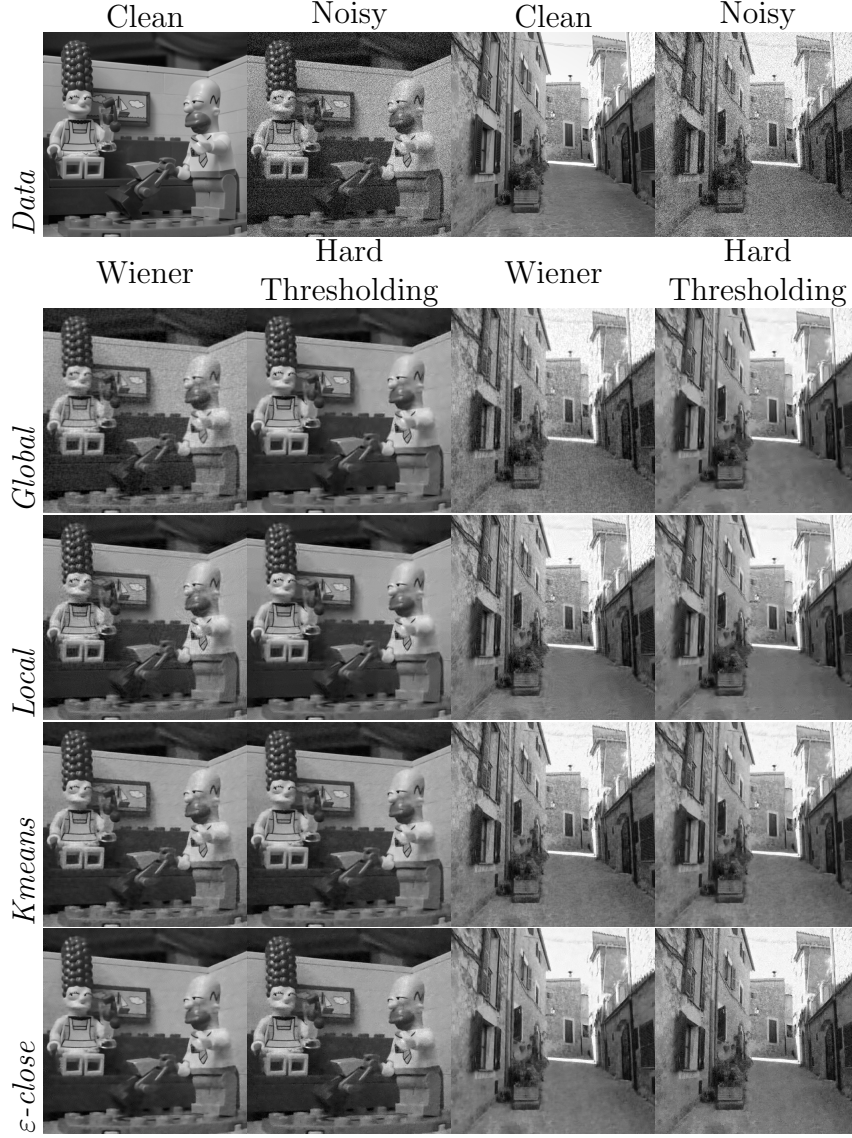 Clean Noisy Clean Noisy
Data
Wiener Hard Thresholding Wiener Hard Thresholding
Global
Local
Kmeans
ε-close